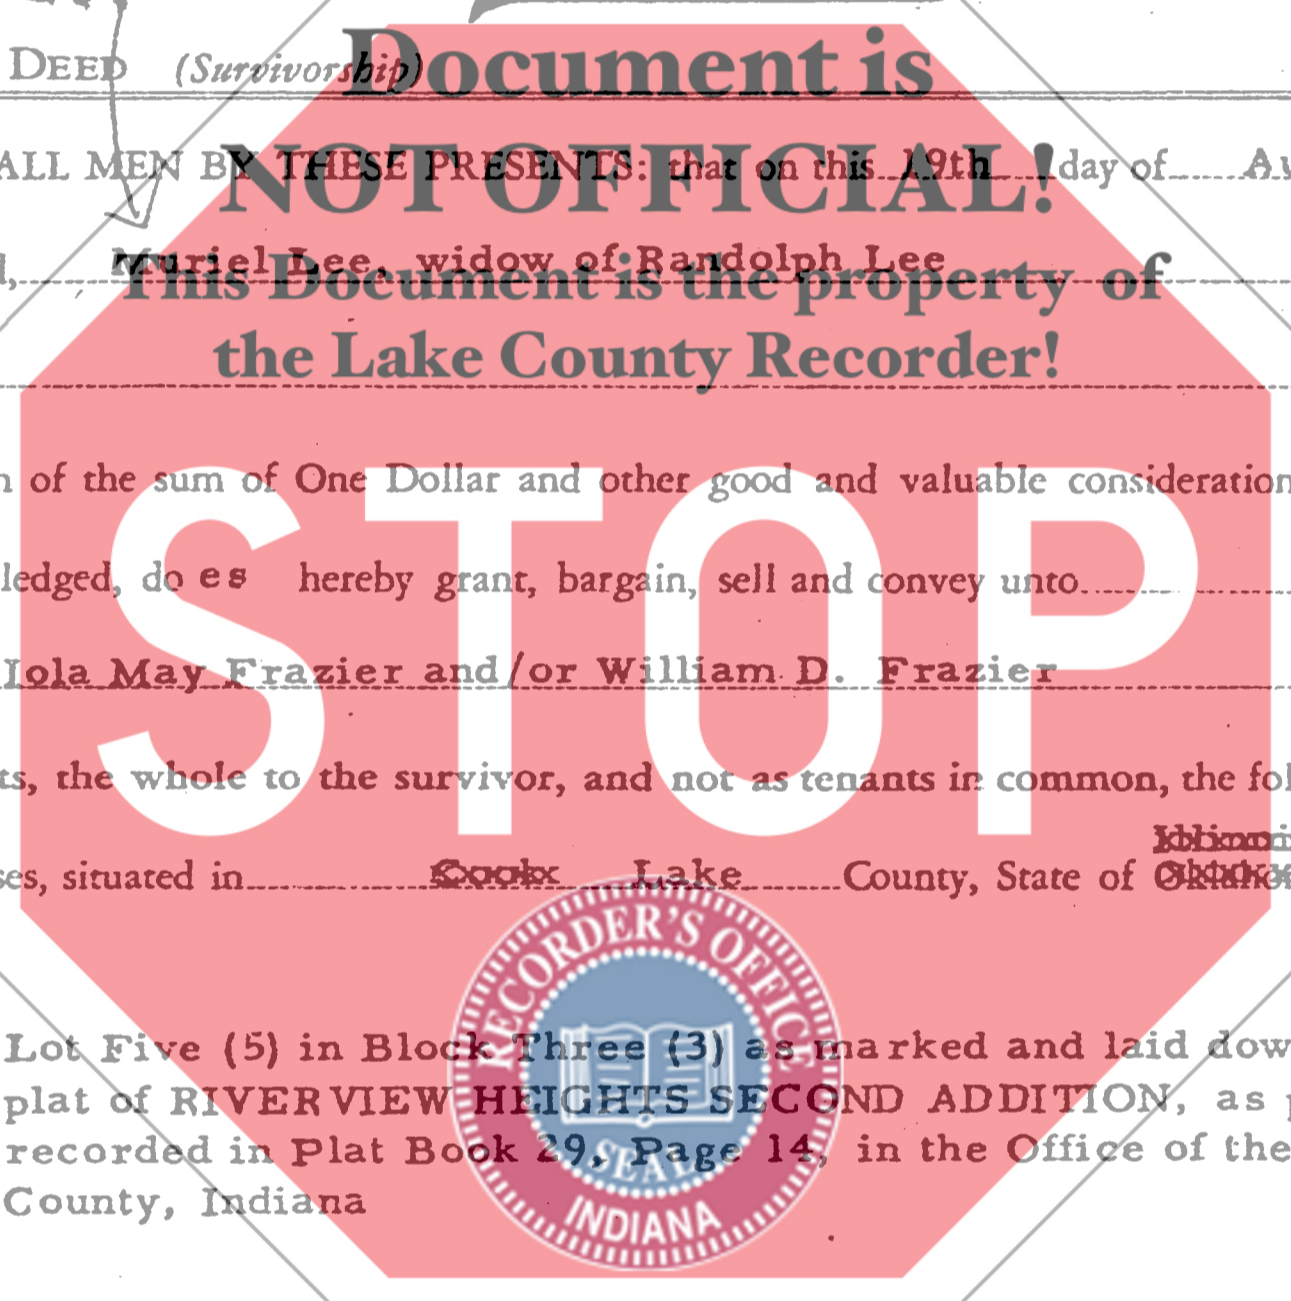 DEED (Survivorship)
Document is
ALL MEN BY THESE PRESENTS: that on this 19th day of Au
NOT OFFICIAL!
Muriel Lee, widow of Randolph Lee
This Document is the property of
the Lake County Recorder!
STOP
of the sum of One Dollar and other good and valuable consideration
ledged, do es hereby grant, bargain, sell and convey unto
Iola May Frazier and/or William D. Frazier
ts, the whole to the survivor, and not as tenants in common, the fol
ses, situated in Cook Lake County, State of
RECORDER'S OFFICE
Lot Five (5) in Block Three (3) as marked and laid dow
plat of RIVERVIEW HEIGHTS SECOND ADDITION, as p
recorded in Plat Book 29, Page 14, in the Office of the
SEAL
County, Indiana
INDIANA